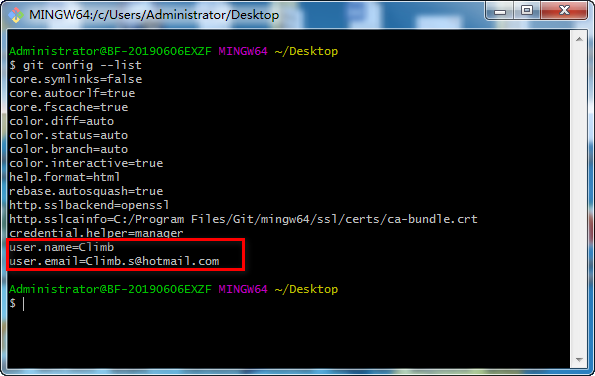 MINGW64:/c/Users/Administrator/Desktop
Administrator@BF-20190606EXZF MINGW64 ~/Desktop
$ git config --list
core.symlinks=false
core.autocrlf=true
core.fscache=true
color.diff=auto
color.status=auto
color.branch=auto
color.interactive=true
help.format=html
rebase.autosquash=true
http.sslbackend=openssl
http.sslcainfo=C:/Program Files/Git/mingw64/ssl/certs/ca-bundle.crt
credential.helper=manager
user.name=Climb
user.email=Climb.s@hotmail.com
Administrator@BF-20190606EXZF MINGW64 ~/Desktop
$